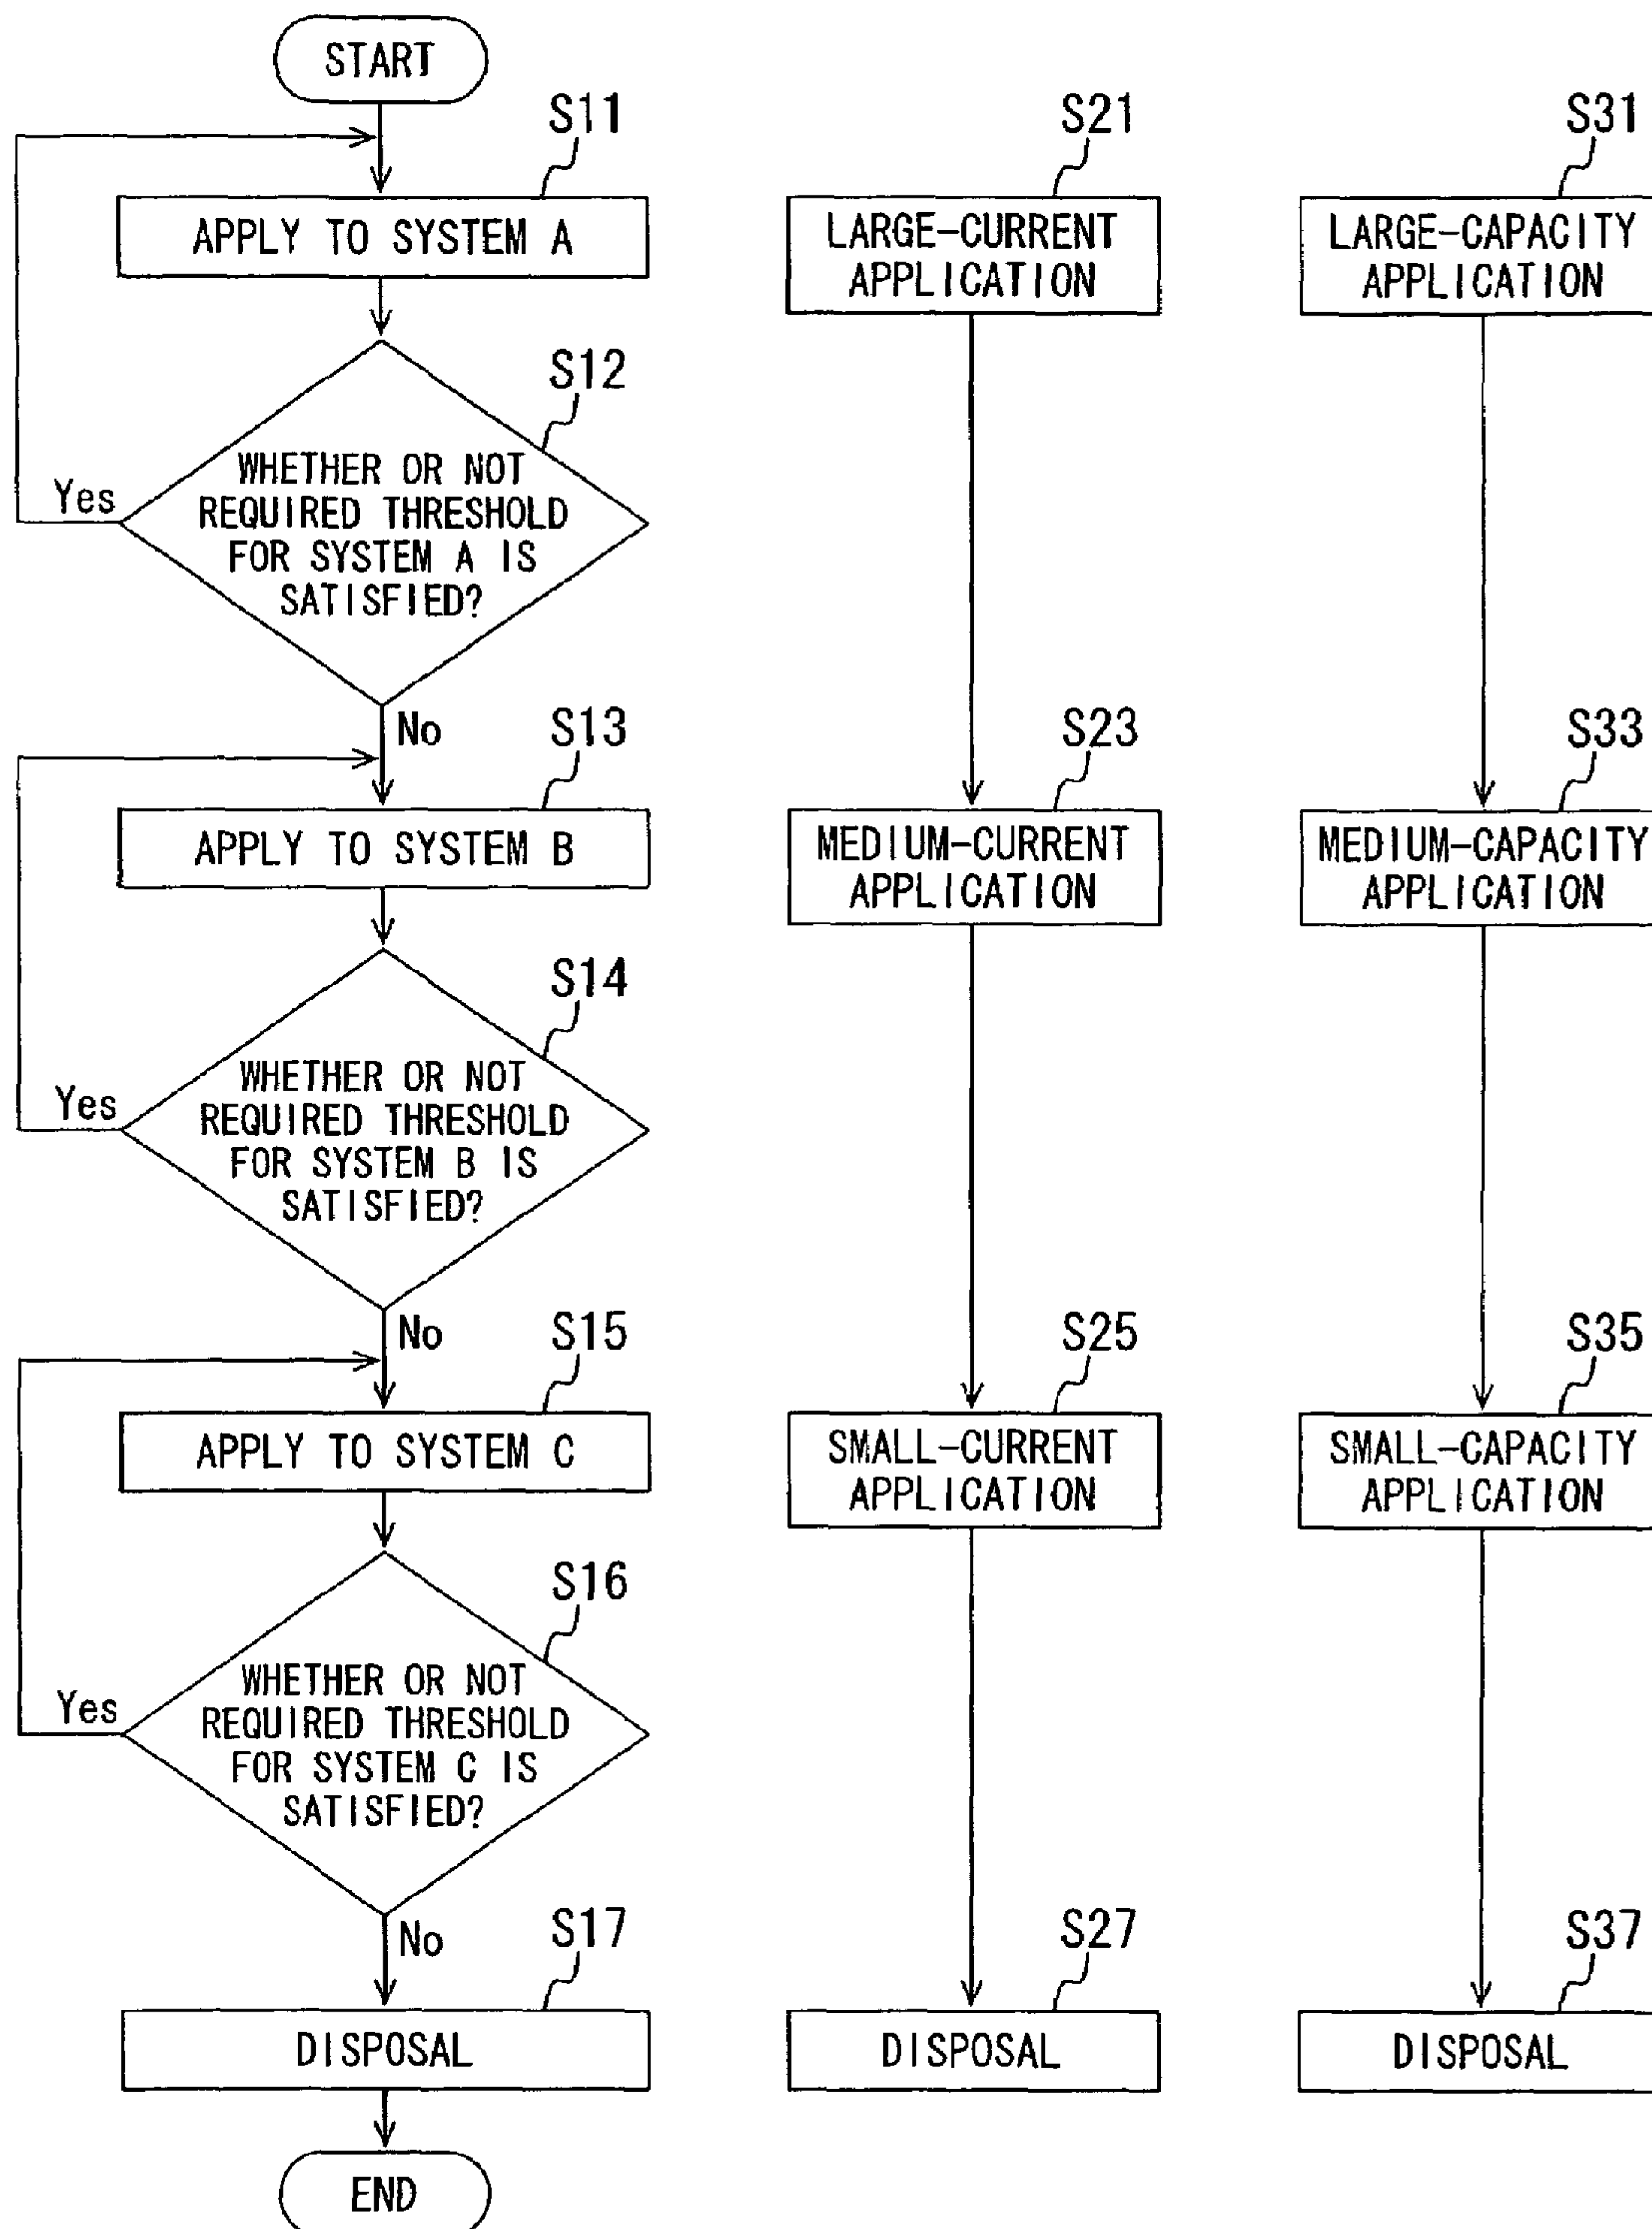 START
S11
APPLY TO SYSTEM A
S12
WHETHER OR NOT
REQUIRED THRESHOLD
FOR SYSTEM A IS
SATISFIED?
Yes
No
S13
APPLY TO SYSTEM B
S14
WHETHER OR NOT
REQUIRED THRESHOLD
FOR SYSTEM B IS
SATISFIED?
Yes
No
S15
APPLY TO SYSTEM C
S16
WHETHER OR NOT
REQUIRED THRESHOLD
FOR SYSTEM C IS
SATISFIED?
Yes
No
S17
DISPOSAL
END
S21
LARGE-CURRENT
APPLICATION
S23
MEDIUM-CURRENT
APPLICATION
S25
SMALL-CURRENT
APPLICATION
S27
DISPOSAL
S31
LARGE-CAPACITY
APPLICATION
S33
MEDIUM-CAPACITY
APPLICATION
S35
SMALL-CAPACITY
APPLICATION
S37
DISPOSAL